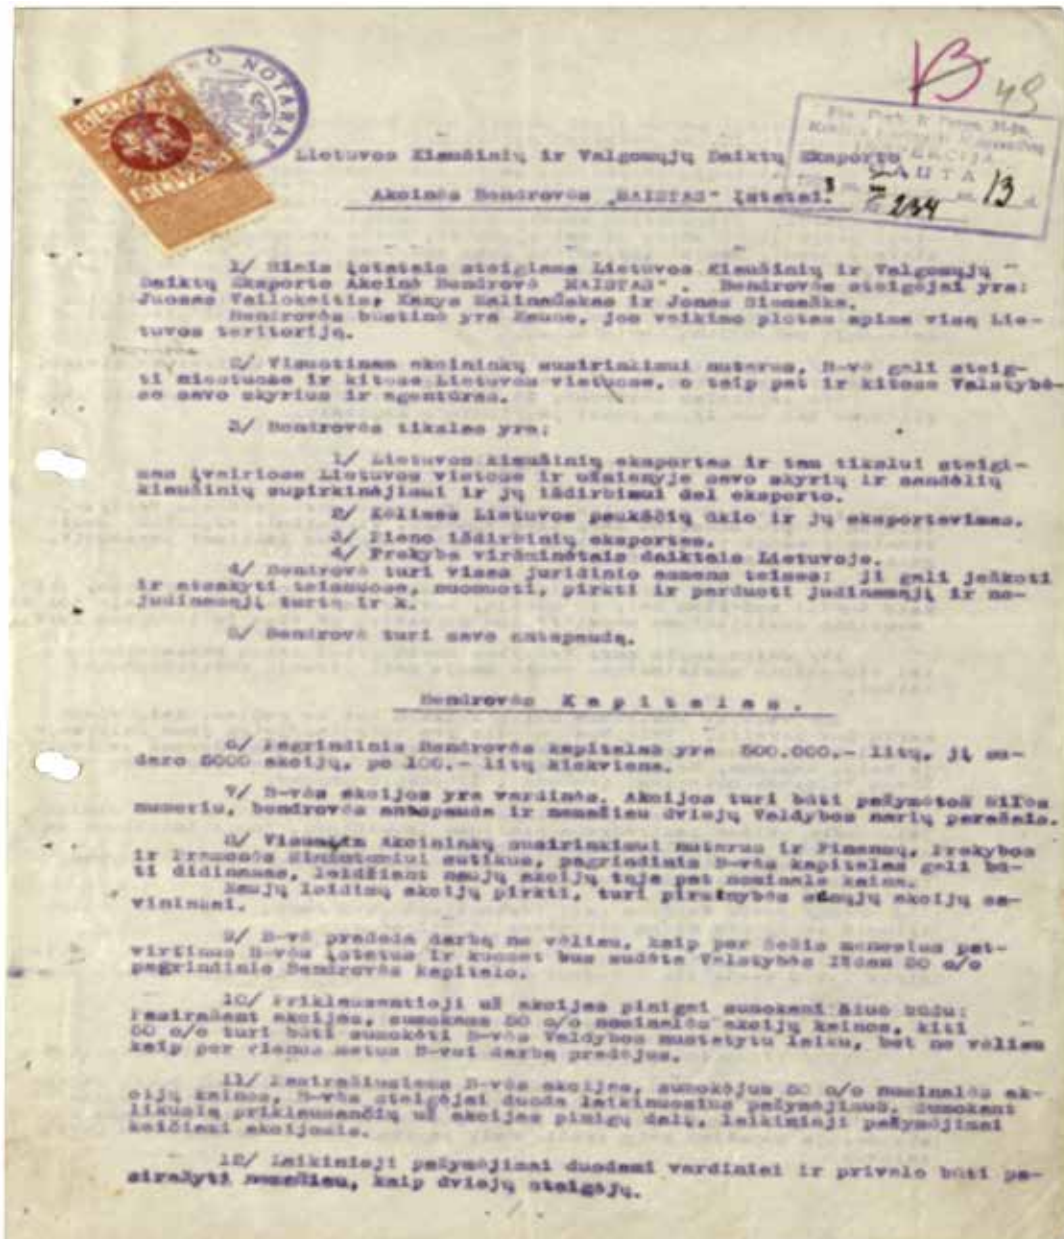 NOTARA
VB 49
GAUTA
13
234
Lietuvos Kiaušinių ir Valgomųjų Daiktų Eksporto
Akcinės Bendrovės „MAISTAS" įstatai.
1/ Šiais įstatais steigiama Lietuvos Kiaušinių ir Valgomųjų
Daiktų Eksporto Akcinė Bendrovė "MAISTAS" . Bendrovės steigėjai yra:
Juozas Vailokaitis, Kazys Kalinauskas ir Jonas
Bendrovės būstinė yra Kaune, jos veikimo plotas apima visą Lie-
tuvos teritoriją.
2/ Visuotinam akcininkų susirinkimui nutarus, B-vė gali steig-
ti miestuose ir kitose Lietuvos vietose, o taip pat ir kitose Valstybė-
se savo skyrius ir agentūras.
3/ Bendrovės tikslas yra:
1/ Lietuvos kiaušinių eksportas ir tam tikslui steigi-
mas įvairiose Lietuvos vietose ir užsienyje savo skyrių ir sandėlių
kiaušinių supirkinėjimui ir jų išdirbimui del eksporto.
2/ Kėlimas Lietuvos paukščių ūkio ir jų eksportavimas.
3/ Pieno išdirbinių eksportas.
4/ Prekyba viršminėtais daiktais Lietuvoje.
4/ Bendrovė turi visas juridinio asmens teises: ji gali ieškoti
ir atsakyti teismuose, nuomoti, pirkti ir parduoti judinamąjį ir ne-
judinamąjį turtą ir k.
5/ Bendrovė turi savo antspaudą.
Bendrovės K a p i t a l a s .
6/ Pagrindinis Bendrovės kapitalas yra 500.000.- litų, jį su-
daro 5000 akcijų, po 100.- litų kiekviena.
7/ B-vės akcijos yra vardinės. Akcijos turi būti pažymėtos eilės
numeriu, bendrovės antspauda ir nemažiau dviejų Valdybos narių parašais.
8/ Akcininkų susirinkimui nutarus ir Finansų, Prekybos
ir Pramonės Ministeriui sutikus, pagrindinis B-vės kapitalas gali bū-
ti didinamas, leidžiant naujų akcijų taja pat nominale kaina.
Naujų leidimų akcijų pirkti, turi pirmenybės senųjų akcijų sa-
vininkai.
9/ B-vė pradeda darbą ne vėliau, kaip per šešis menesius pat-
virtinus B-vės įstatus ir kuomet bus sudėta Valstybės Iždan 50 o/o
pagrindinio Bendrovės kapitalo.
10/ Priklausantieji už akcijas pinigai sumokami šiuo būdu:
Pasirašant akcijas, sumokama 50 o/o nominalės akcijų kainos, kiti
50 o/o turi būti sumokėti B-vės Valdybos nustatytu laiku, bet ne vėliau
kaip per vienus metus B-vei darbą pradėjus.
11/ B-vės akcijas, sumokėjus 50 o/o nominalės ak-
cijų kainos, B-vės steigėjai duoda laikinuosius pažymėjimus. Sumokant
likusią priklausančių už akcijas pinigų dalį, laikinieji pažymėjimai
keičiami akcijomis.
12/ Laikinieji pažymėjimai duodami vardiniai ir privalo būti pa-
sirašyti nemažiau, kaip dviejų steigėjų.